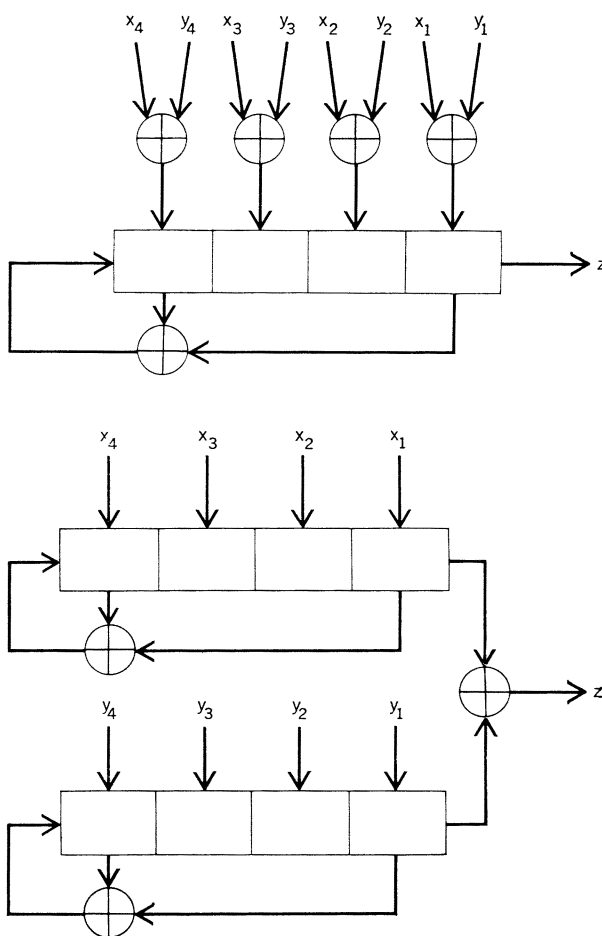 x₄ y₄ x₃ y₃ x₂ y₂ x₁ y₁
z
x₄ x₃ x₂ x₁
z
y₄ y₃ y₂ y₁